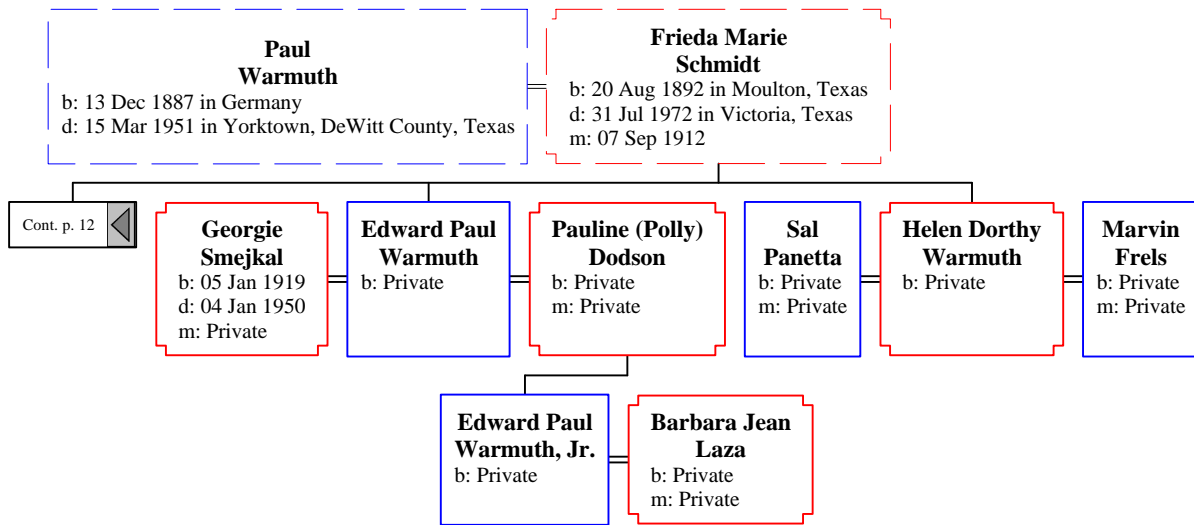 Paul
Warmuth
b: 13 Dec 1887 in Germany
d: 15 Mar 1951 in Yorktown, DeWitt County, Texas
Frieda Marie
Schmidt
b: 20 Aug 1892 in Moulton, Texas
d: 31 Jul 1972 in Victoria, Texas
m: 07 Sep 1912
Cont. p. 12
Georgie
Smejkal
b: 05 Jan 1919
d: 04 Jan 1950
m: Private
Edward Paul
Warmuth
b: Private
Pauline (Polly)
Dodson
b: Private
m: Private
Sal
Panetta
b: Private
m: Private
Helen Dorthy
Warmuth
b: Private
Marvin
Frels
b: Private
m: Private
Edward Paul
Warmuth, Jr.
b: Private
Barbara Jean
Laza
b: Private
m: Private